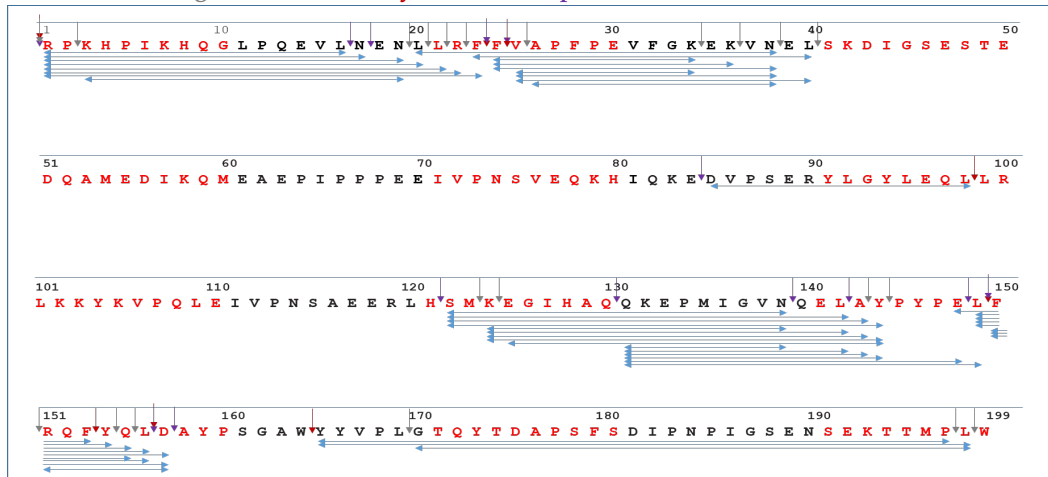 1 10 20 30 40 50
R P K H P I K H Q G L P Q E V L N E N L L R F F V A P F P E V F G K E K V N E L S K D I G S E S T E
51 60 70 80 90 100
D Q A M E D I K Q M E A E P I P P P E E I V P N S V E Q K H I Q K E D V P S E R Y L G Y L E Q L L R
101 110 120 130 140 150
L K K Y K V P Q L E I V P N S A E E R L H S M K E G I H A Q Q K E P M I G V N Q E L A Y P Y P E L F
151 160 170 180 190 199
R Q F Y Q L D A Y P S G A W Y Y V P L G T Q Y T D A P S F S D I P N P I G S E N S E K T T M P L W